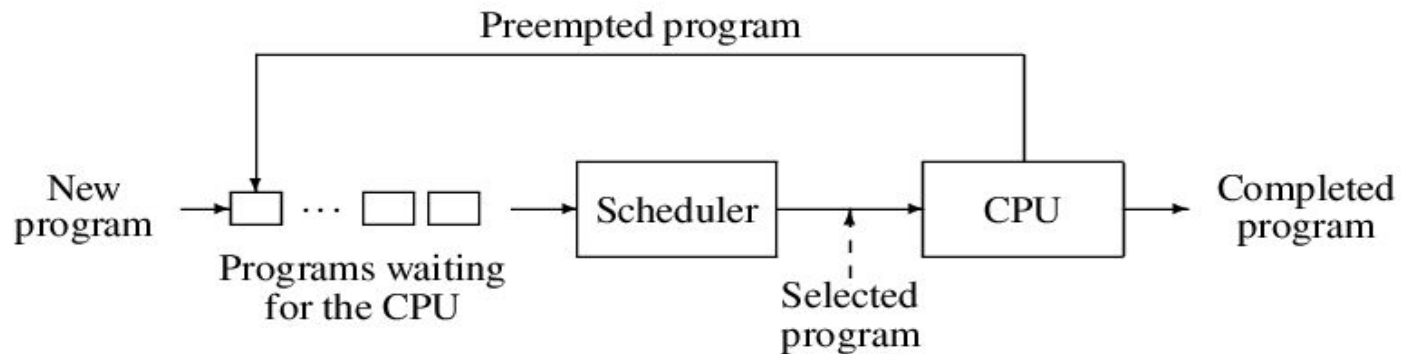 Preempted program
New
program
...
Scheduler
CPU
Completed
program
Programs waiting
for the CPU
Selected
program